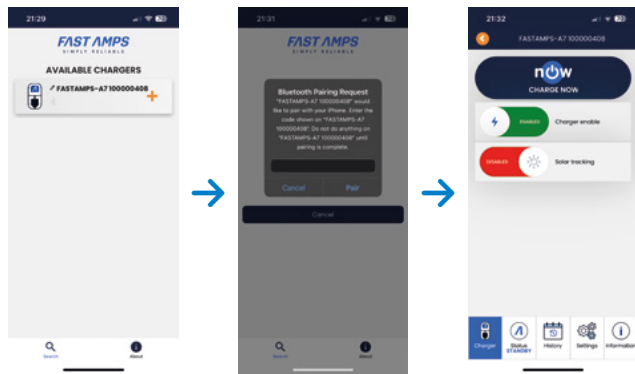 21:29
FAST AMPS
SIMPLY RELIABLE
AVAILABLE CHARGERS
FASTAMPS-A7 100000408
Search
About
21:31
FAST AMPS
SIMPLY RELIABLE
Bluetooth Pairing Request
"FASTAMPS-A7 100000408" would
like to pair with your iPhone. Enter the
code shown on "FASTAMPS-A7
100000408". Do not do anything on
"FASTAMPS-A7 100000408" until
pairing is complete.
Cancel
Pair
Cancel
Search
About
21:32
FASTAMPS-A7 100000408
now
CHARGE NOW
ENABLED
Charger enable
DISABLED
Solar tracking
Charger
Status
STANDBY
History
Settings
Information